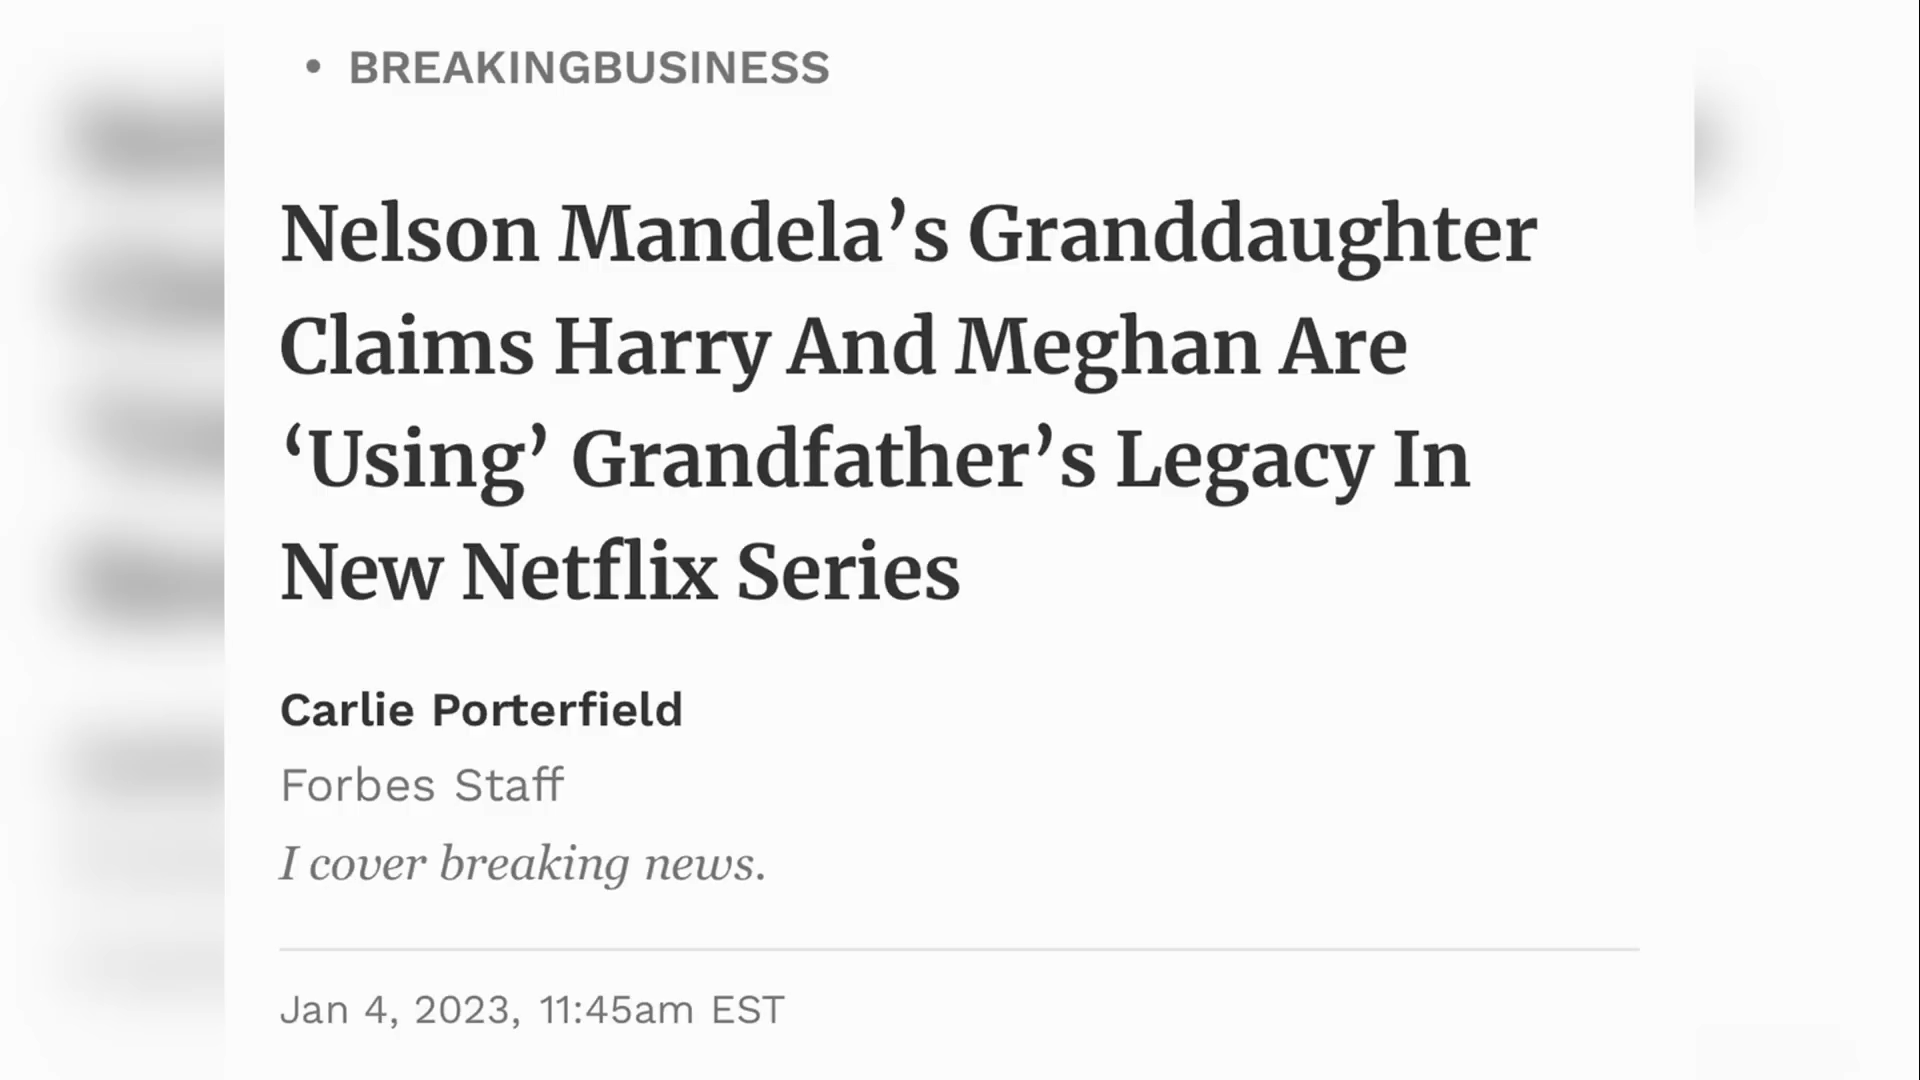 • BREAKINGBUSINESS
Nelson Mandela’s Granddaughter
Claims Harry And Meghan Are
‘Using’ Grandfather’s Legacy In
New Netflix Series
Carlie Porterfield
Forbes Staff
I cover breaking news.
Jan 4, 2023, 11:45am EST